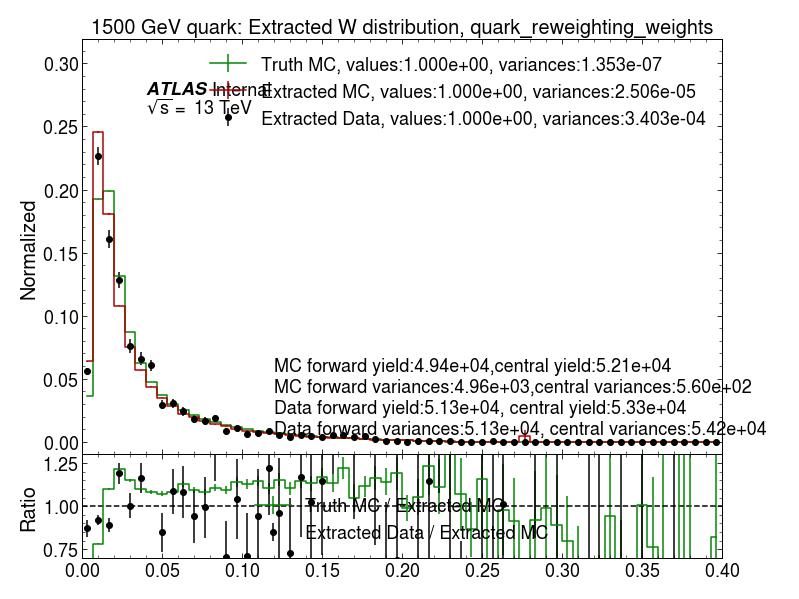 1500 GeV quark: Extracted W distribution, quark_reweighting_weights
Truth MC, values:1.000e+00, variances:1.353e-07
ATLAS Internal
Extracted MC, values:1.000e+00, variances:2.506e-05
√s = 13 TeV
Extracted Data, values:1.000e+00, variances:3.403e-04
Normalized
0.30
0.25
0.20
0.15
0.10
0.05
0.00
MC forward yield:4.94e+04,central yield:5.21e+04
MC forward variances:4.96e+03,central variances:5.60e+02
Data forward yield:5.13e+04, central yield:5.33e+04
Data forward variances:5.13e+04, central variances:5.42e+04
Ratio
1.25
1.00
0.75
Truth MC / Extracted MC
Extracted Data / Extracted MC
0.00 0.05 0.10 0.15 0.20 0.25 0.30 0.35 0.40